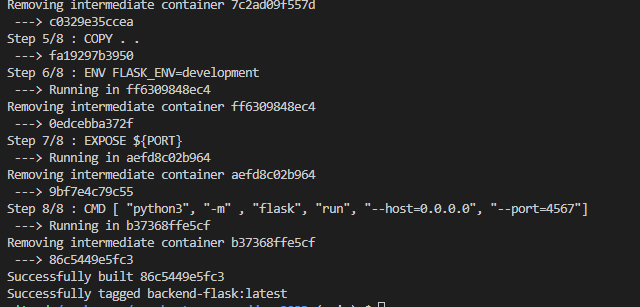 Removing intermediate container 7c2ad09f557d
 ---> c0329e35ccea
Step 5/8 : COPY . .
 ---> fa19297b3950
Step 6/8 : ENV FLASK_ENV=development
 ---> Running in ff6309848ec4
Removing intermediate container ff6309848ec4
 ---> 0edcebba372f
Step 7/8 : EXPOSE ${PORT}
 ---> Running in aefd8c02b964
Removing intermediate container aefd8c02b964
 ---> 9bf7e4c79c55
Step 8/8 : CMD [ "python3", "-m" , "flask", "run", "--host=0.0.0.0", "--port=4567"]
 ---> Running in b37368ffe5cf
Removing intermediate container b37368ffe5cf
 ---> 86c5449e5fc3
Successfully built 86c5449e5fc3
Successfully tagged backend-flask:latest